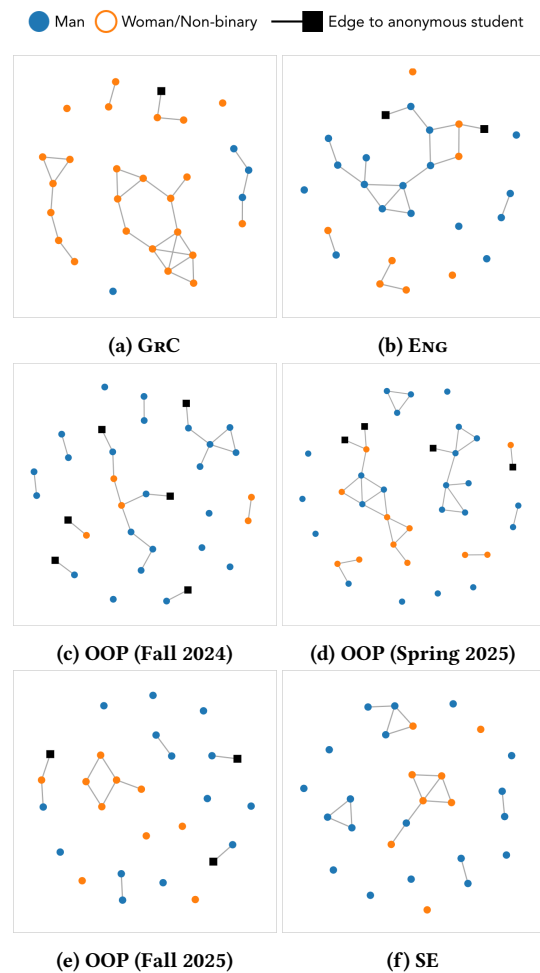 Man Woman/Non-binary Edge to anonymous student
(a) GRC (b) ENG
(c) OOP (Fall 2024) (d) OOP (Spring 2025)
(e) OOP (Fall 2025) (f) SE